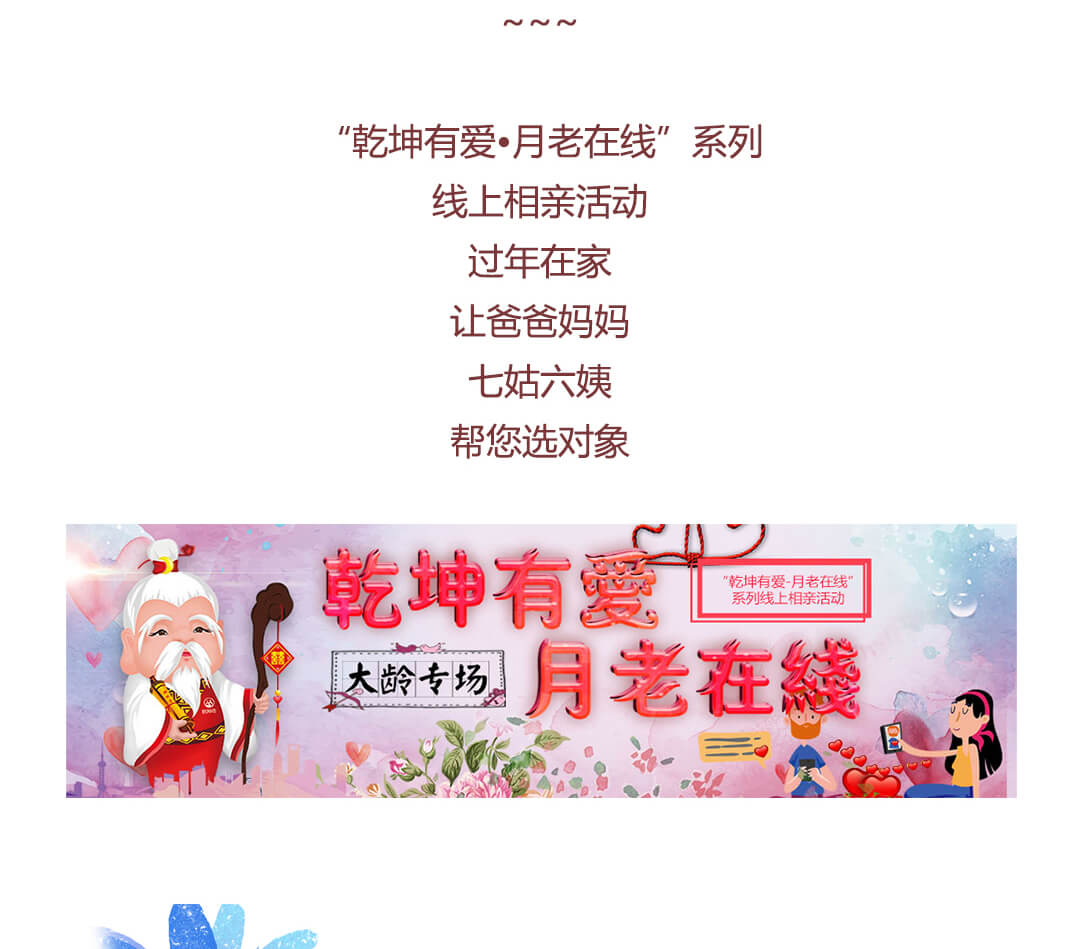 ~~~
“乾坤有爱•月老在线”系列
线上相亲活动
过年在家
让爸爸妈妈
七姑六姨
帮您选对象
乾坤有愛
“乾坤有爱-月老在线”
系列线上相亲活动
大龄专场
月老在綫
囍